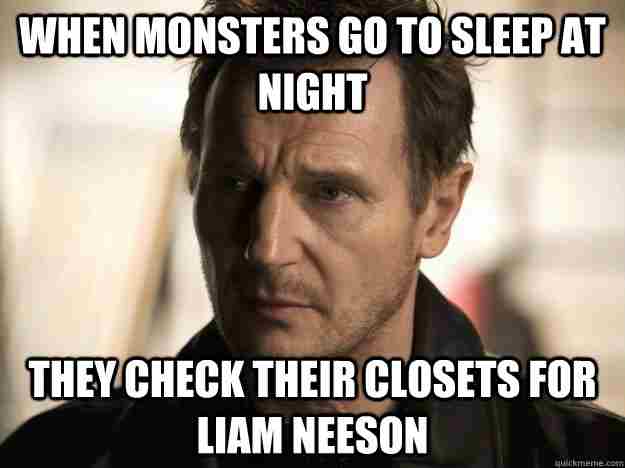 WHEN MONSTERS GO TO SLEEP AT
NIGHT
THEY CHECK THEIR CLOSETS FOR
LIAM NEESON
quickmeme.com